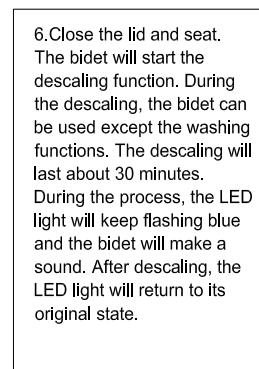 6.Close the lid and seat.
The bidet will start the
descaling function. During
the descaling, the bidet can
be used except the washing
functions. The descaling will
last about 30 minutes.
During the process, the LED
light will keep flashing blue
and the bidet will make a
sound. After descaling, the
LED light will return to its
original state.